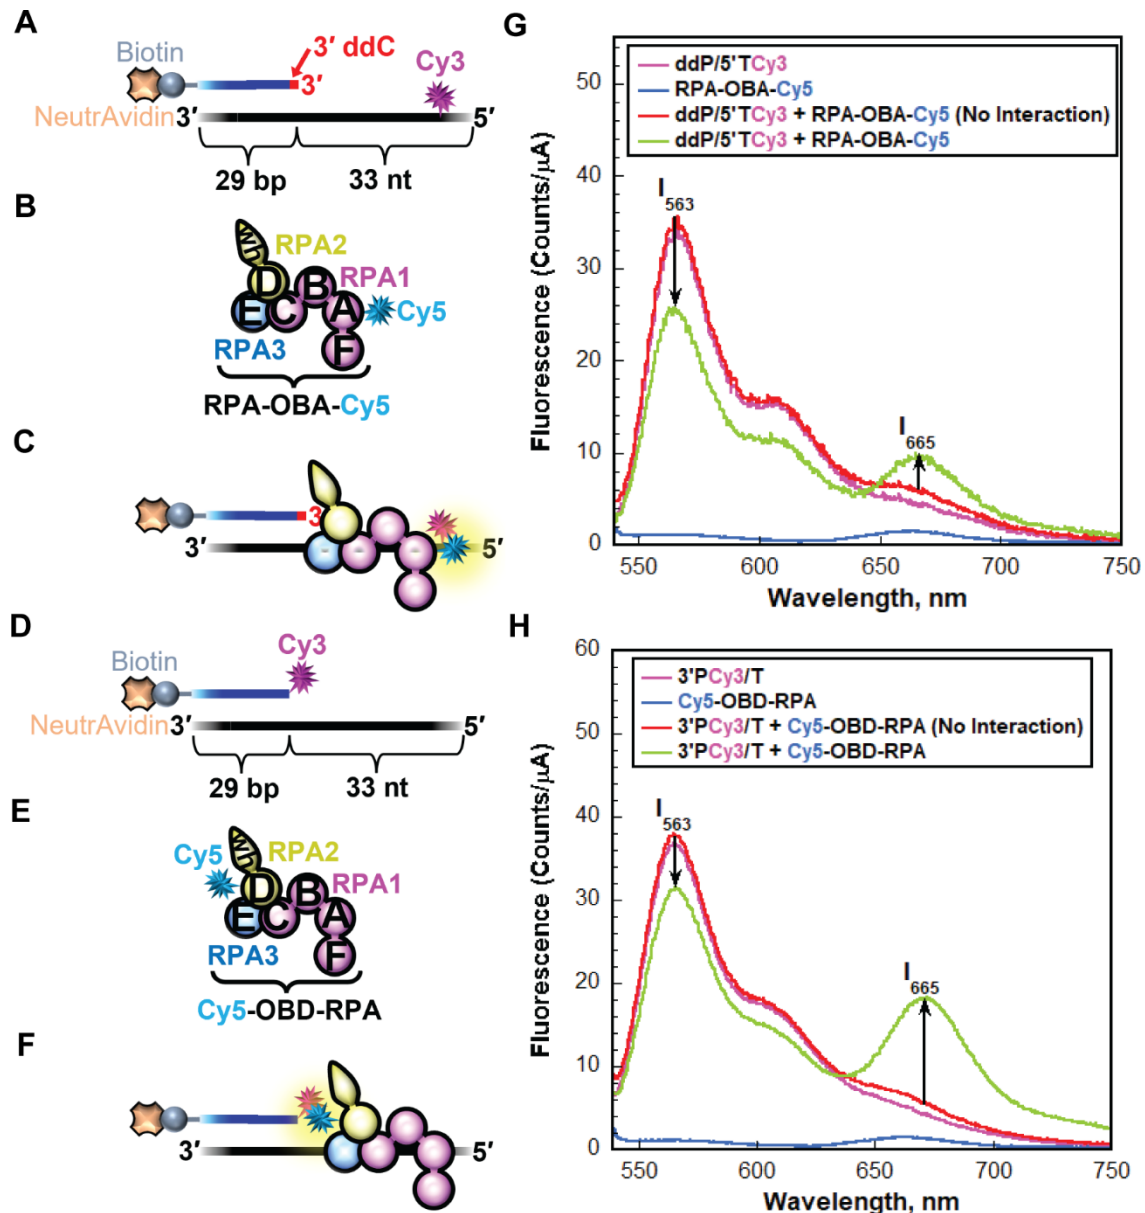 A
Biotin
3′ ddC
Cy3
3′
NeutrAvidin
3′
5′
29 bp
33 nt
B
wh
RPA2
D
B
RPA1
E
C
A
Cy5
RPA3
F
RPA-OBA-Cy5
C
3′
3′
5′
D
Cy3
Biotin
NeutrAvidin
3′
5′
29 bp
33 nt
E
Cy5
wh
RPA2
D
B
RPA1
E
C
A
RPA3
F
Cy5-OBD-RPA
F
3′
5′
G
ddP/5'TCy3
RPA-OBA-Cy5
ddP/5'TCy3 + RPA-OBA-Cy5 (No Interaction)
ddP/5'TCy3 + RPA-OBA-Cy5
I563
I665
Fluorescence (Counts/µA)
50
40
30
20
10
0
550
600
650
700
750
Wavelength, nm
H
3'PCy3/T
Cy5-OBD-RPA
3'PCy3/T + Cy5-OBD-RPA (No Interaction)
3'PCy3/T + Cy5-OBD-RPA
I563
I665
Fluorescence (Counts/µA)
60
50
40
30
20
10
0
550
600
650
700
750
Wavelength, nm